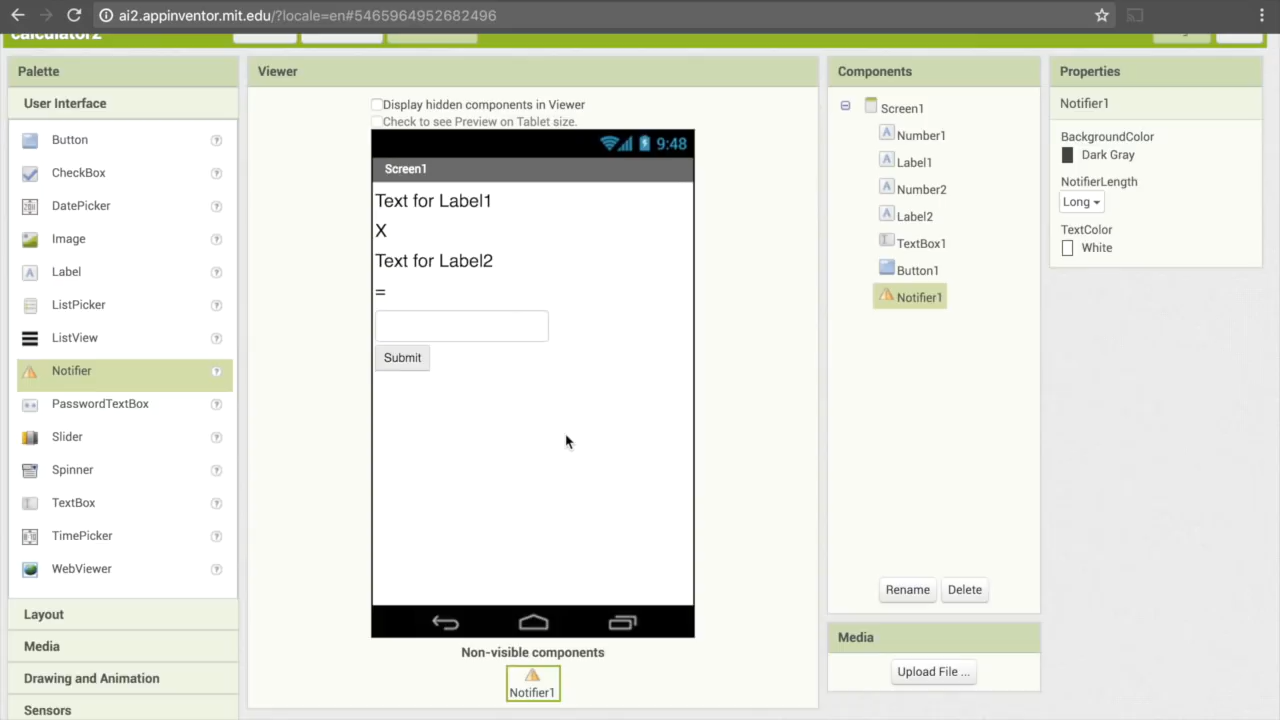 ai2.appinventor.mit.edu/?locale=en#5465964952682496
calculator2
Palette
User Interface
Button
?
CheckBox
?
DatePicker
?
Image
?
Label
?
ListPicker
?
ListView
?
Notifier
?
PasswordTextBox
?
Slider
?
Spinner
?
TextBox
?
TimePicker
?
WebViewer
?
Layout
Media
Drawing and Animation
Sensors
Viewer
Display hidden components in Viewer
Check to see Preview on Tablet size.
9:48
Screen1
Text for Label1
X
Text for Label2
=
Submit
Non-visible components
Notifier1
Components
Screen1
Number1
Label1
Number2
Label2
TextBox1
Button1
Notifier1
Rename
Delete
Media
Upload File ...
Properties
Notifier1
BackgroundColor
Dark Gray
NotifierLength
Long
TextColor
White